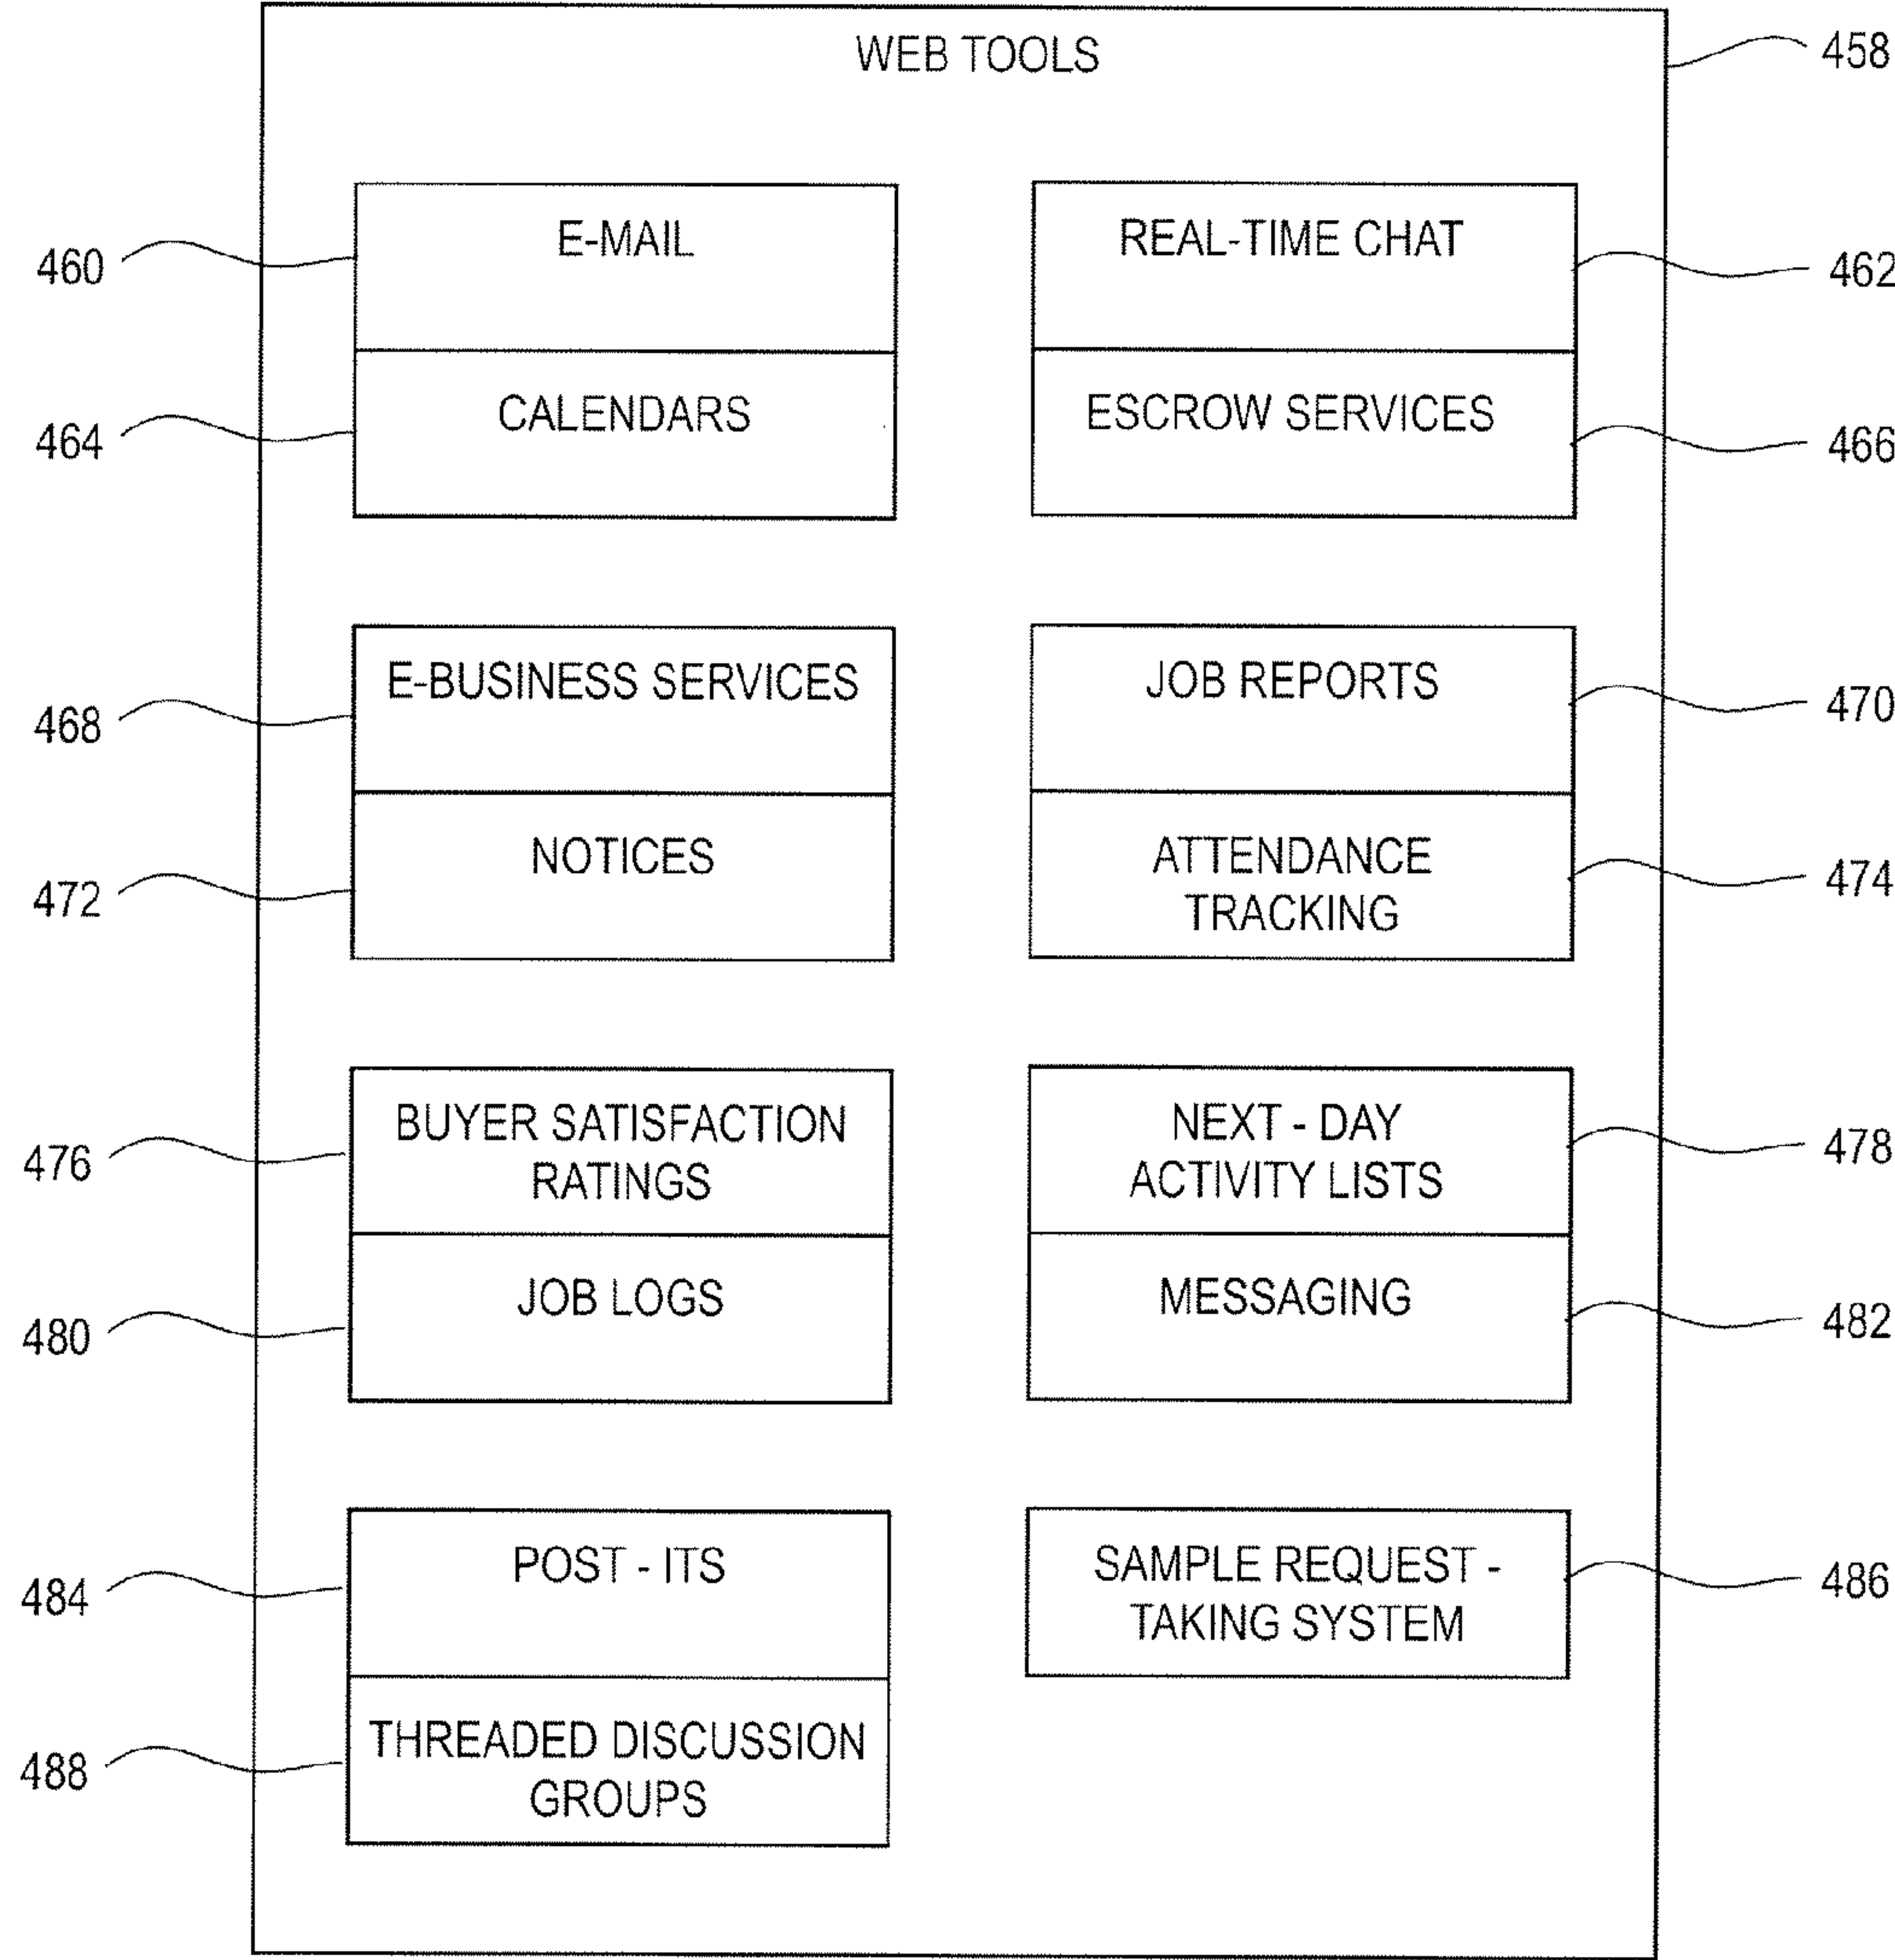 WEB TOOLS
458
E-MAIL
460
REAL-TIME CHAT
462
CALENDARS
464
ESCROW SERVICES
466
E-BUSINESS SERVICES
468
JOB REPORTS
470
NOTICES
472
ATTENDANCE
TRACKING
474
BUYER SATISFACTION
RATINGS
476
NEXT - DAY
ACTIVITY LISTS
478
JOB LOGS
480
MESSAGING
482
POST - ITS
484
SAMPLE REQUEST -
TAKING SYSTEM
486
THREADED DISCUSSION
GROUPS
488